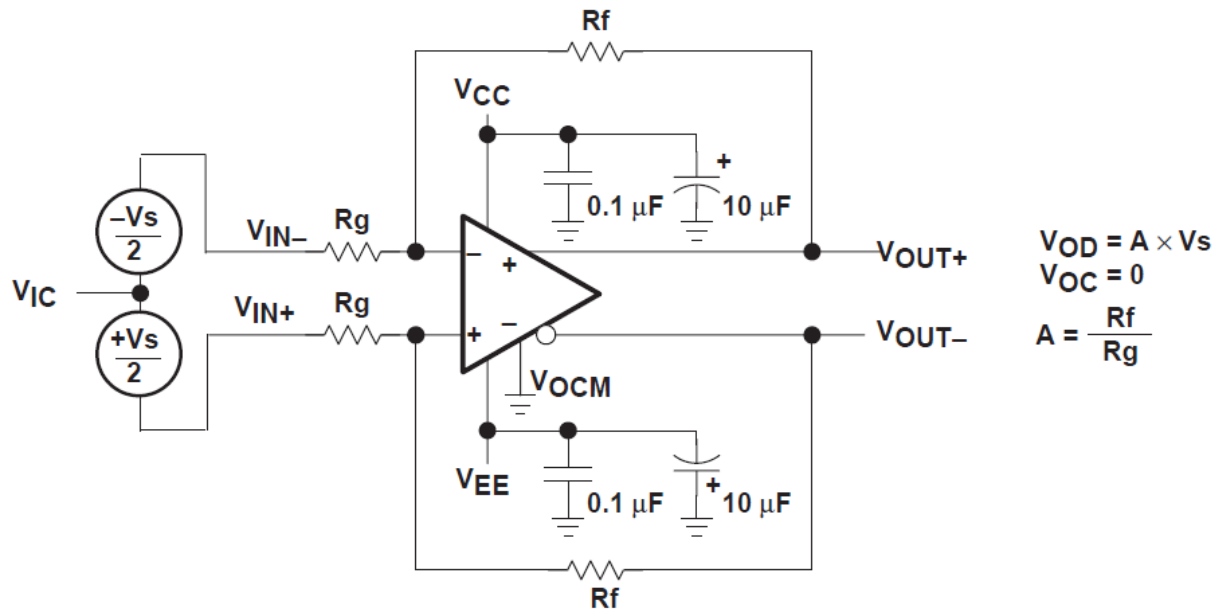 Rf
VCC
+
0.1 μF
10 μF
–Vs
2
VIN–
Rg
–
+
VOUT+
VOD = A × Vs
VOC = 0
A = Rf
Rg
VIC
VIN+
Rg
+
–
VOUT–
+Vs
2
VOCM
VEE
0.1 μF
+
10 μF
Rf